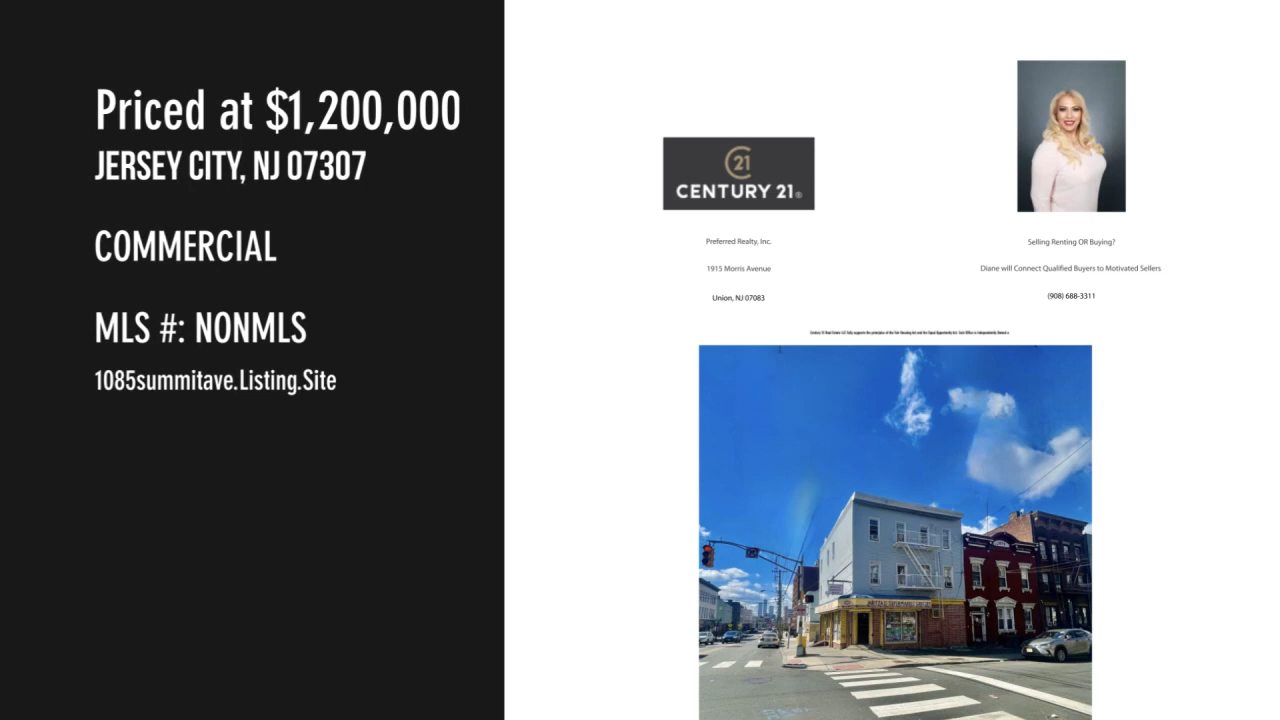 Priced at $1,200,000
JERSEY CITY, NJ 07307
COMMERCIAL
MLS #: NONMLS
1085summitave.Listing.Site
21
CENTURY 21®
Preferred Realty, Inc.
1915 Morris Avenue
Union, NJ 07083
Selling Renting OR Buying?
Diane will Connect Qualified Buyers to Motivated Sellers
(908) 688-3311